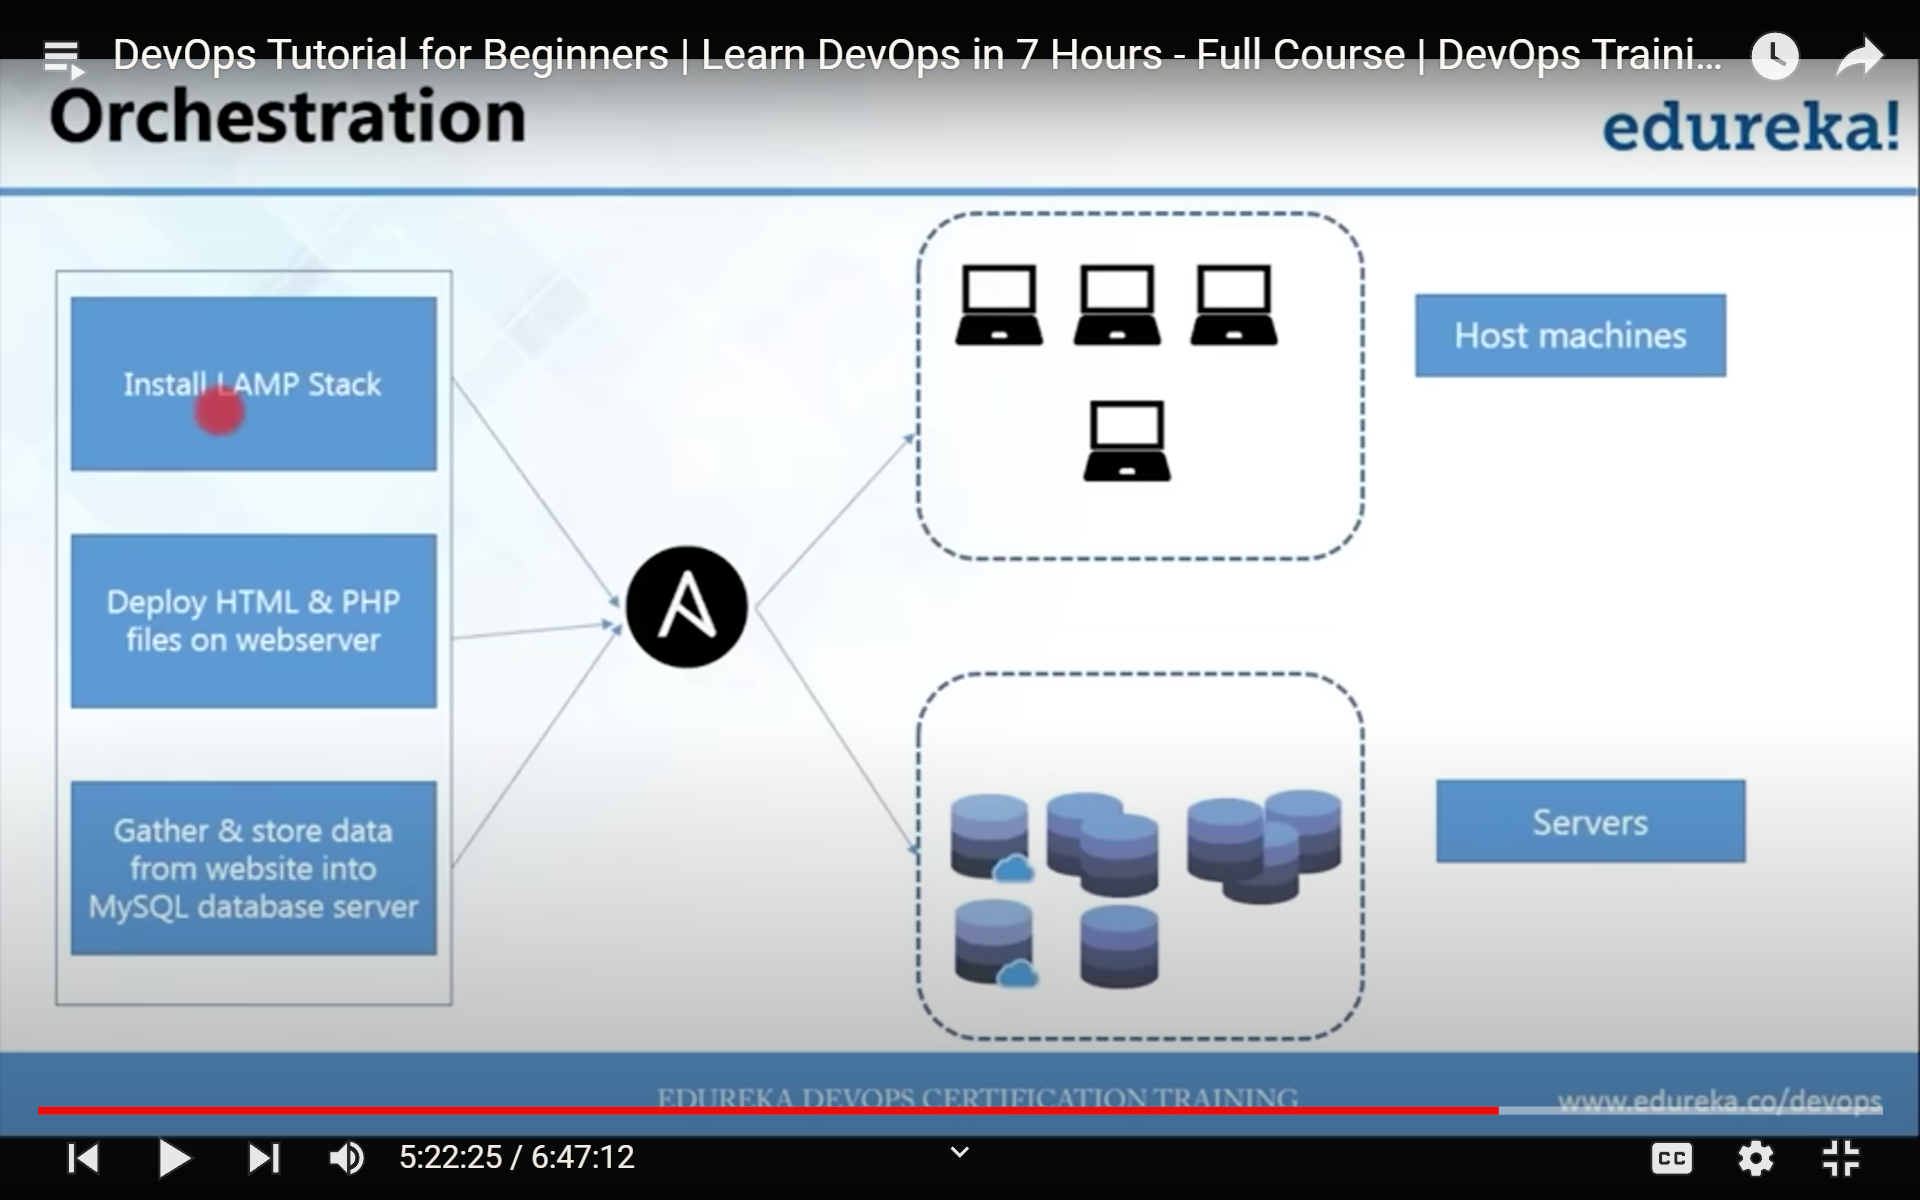 DevOps Tutorial for Beginners | Learn DevOps in 7 Hours - Full Course | DevOps Traini...
Orchestration
edureka!
Install LAMP Stack
Deploy HTML & PHP
files on webserver
Gather & store data
from website into
MySQL database server
Host machines
Servers
EDUREKA DEVOPS CERTIFICATION TRAINING
www.edureka.co/devops
5:22:25 / 6:47:12
CC